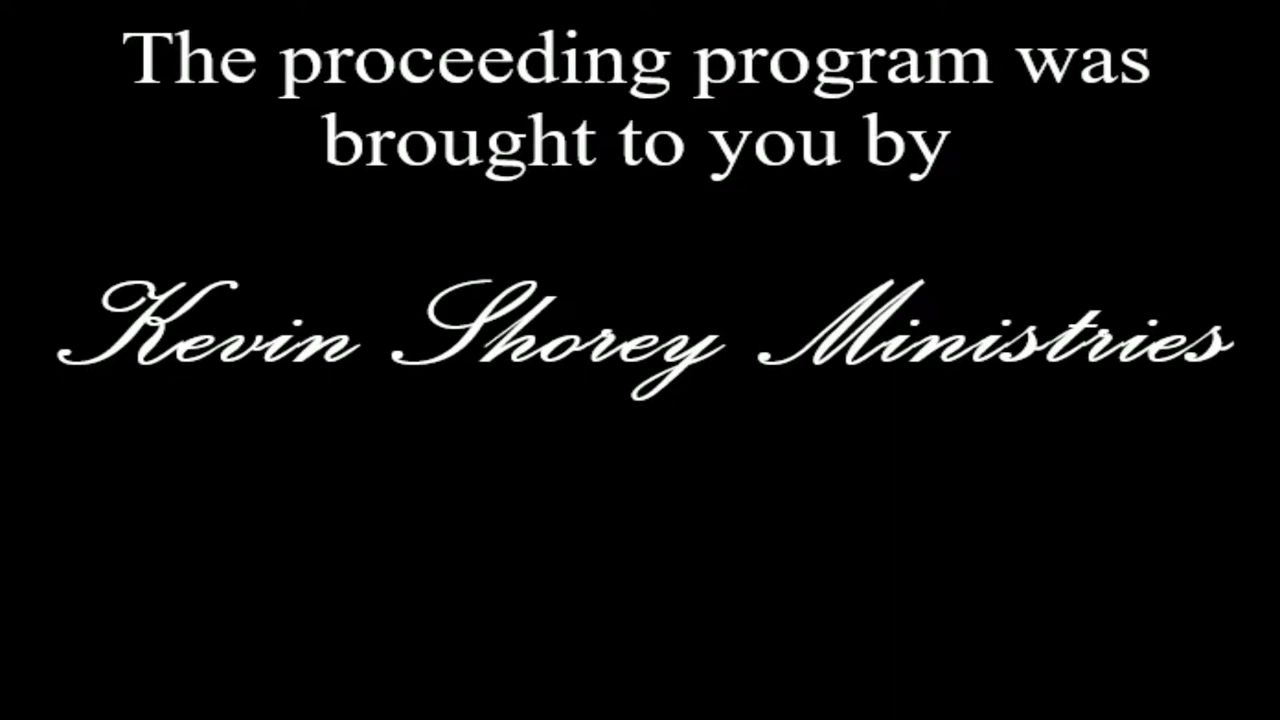 The proceeding program was
brought to you by
Kevin Shorey Ministries